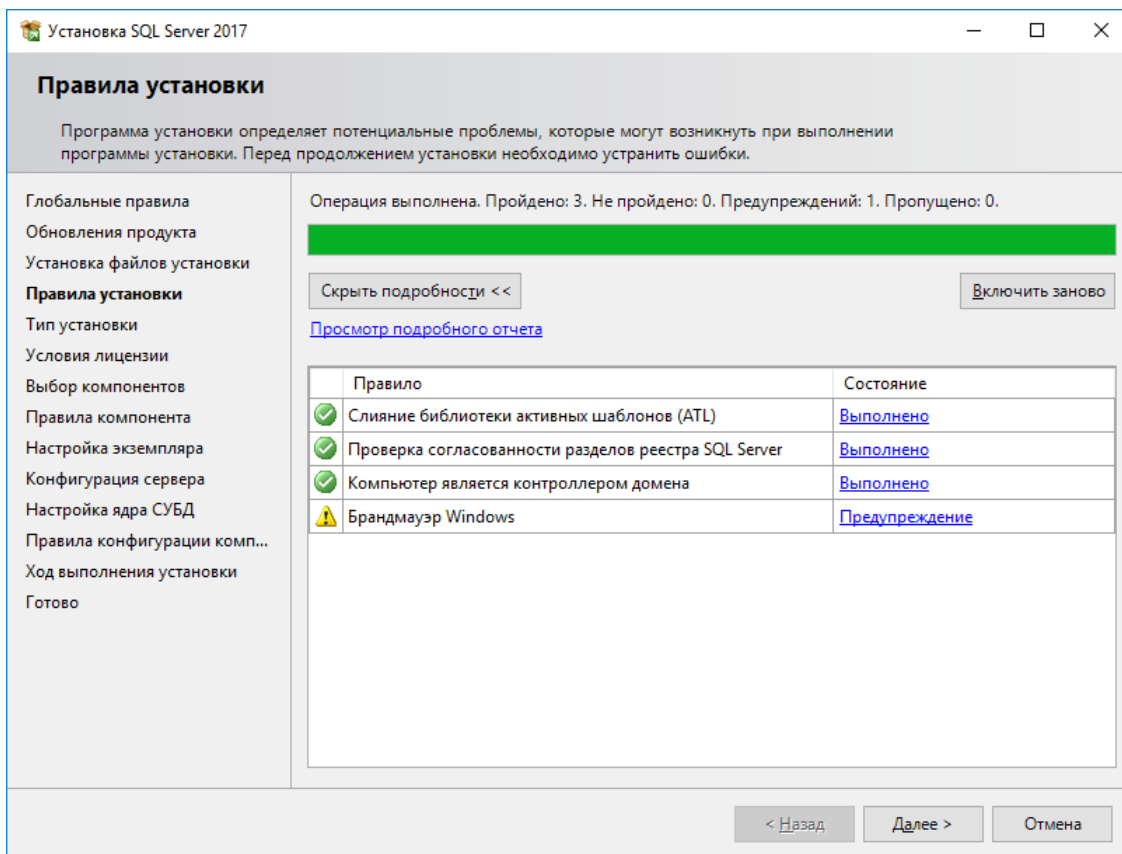 Установка SQL Server 2017
Правила установки
Программа установки определяет потенциальные проблемы, которые могут возникнуть при выполнении
программы установки. Перед продолжением установки необходимо устранить ошибки.
Глобальные правила
Обновления продукта
Установка файлов установки
Правила установки
Тип установки
Условия лицензии
Выбор компонентов
Правила компонента
Настройка экземпляра
Конфигурация сервера
Настройка ядра СУБД
Правила конфигурации комп...
Ход выполнения установки
Готово
Операция выполнена. Пройдено: 3. Не пройдено: 0. Предупреждений: 1. Пропущено: 0.
Скрыть подробности <<
Включить заново
Просмотр подробного отчета
Правило Состояние
Слияние библиотеки активных шаблонов (ATL) Выполнено
Проверка согласованности разделов реестра SQL Server Выполнено
Компьютер является контроллером домена Выполнено
Брандмауэр Windows Предупреждение
< Назад Далее > Отмена